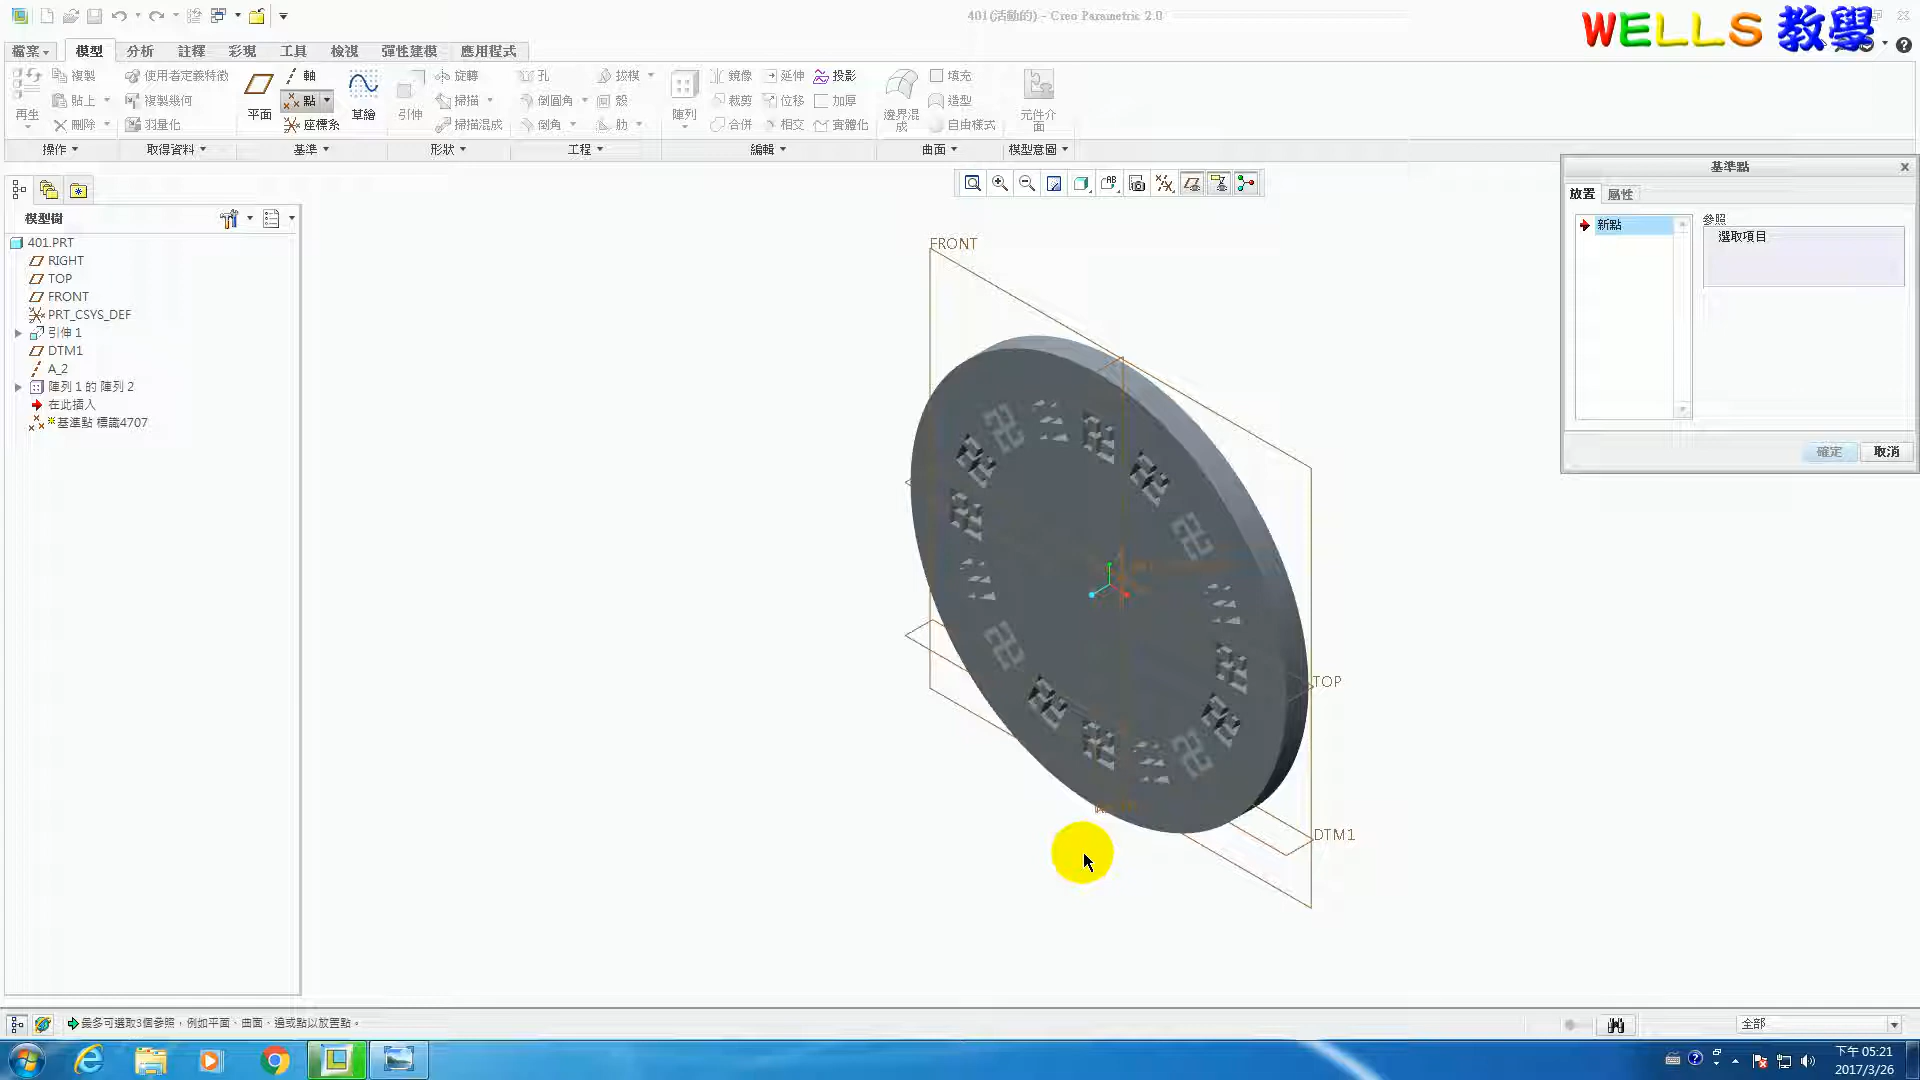 401(活動的) - Creo Parametric 2.0
WELLS 教學
檔案 模型 分析 註釋 彩現 工具 檢視 彈性建模 應用程式
再生
複製
貼上
刪除
使用者定義特徵
複製幾何
羽量化
平面
軸
點
座標系
草繪
引伸
旋轉
掃描
掃描混成
孔
倒圓角
倒角
拔模
殼
肋
陣列
鏡像
裁剪
合併
延伸
位移
相交
投影
加厚
實體化
邊界混成
填充
造型
自由樣式
元件介面
操作 取得資料 基準 形狀 工程 編輯 曲面 模型意圖
模型樹
401.PRT
RIGHT
TOP
FRONT
PRT_CSYS_DEF
引伸 1
DTM1
A_2
陣列 1 的 陣列 2
在此插入
基準點 標識4707
FRONT
TOP
DTM1
基準點
放置 屬性
新點
參照
選取項目
確定 取消
最多可選取3個參照，例如平面、曲面、邊或點以放置點。
全部
下午 05:21
2017/3/26